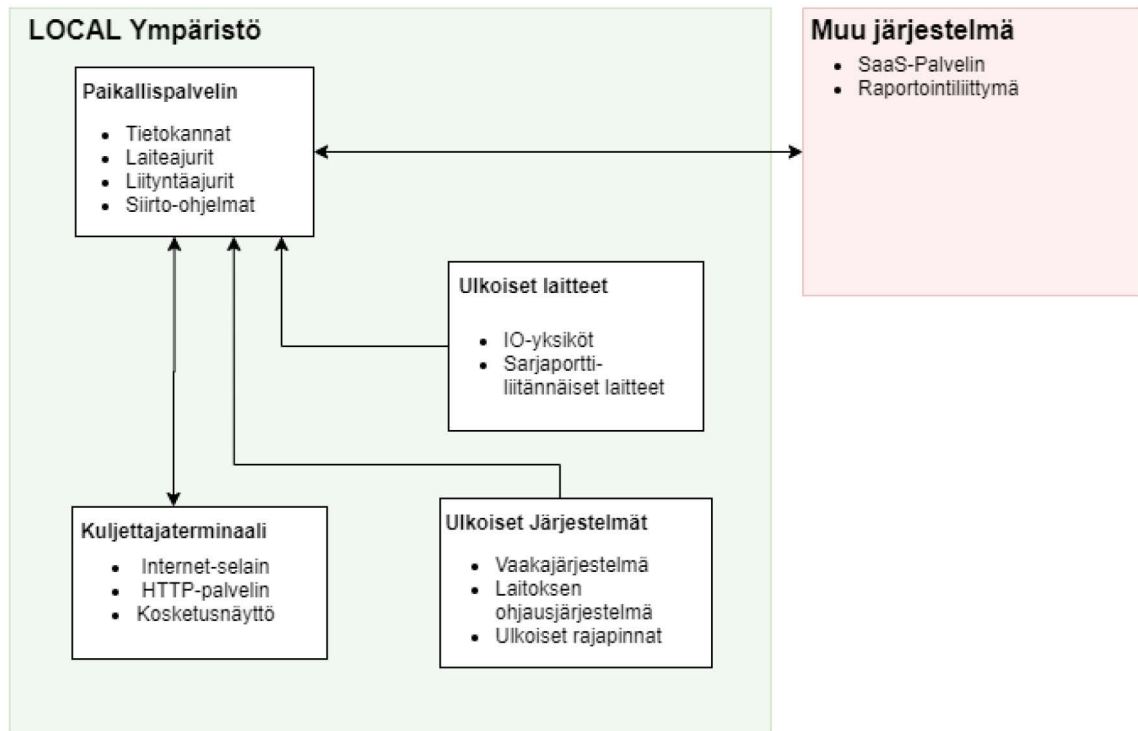 LOCAL Ympäristö
Paikallispalvelin
• Tietokannat
• Laiteajurit
• Liityntäajurit
• Siirto-ohjelmat
Muu järjestelmä
• SaaS-Palvelin
• Raportointiliittymä
Ulkoiset laitteet
• IO-yksiköt
• Sarjaportti-
liitännäiset laitteet
Kuljettajaterminaali
• Internet-selain
• HTTP-palvelin
• Kosketusnäyttö
Ulkoiset Järjestelmät
• Vaakajärjestelmä
• Laitoksen
ohjausjärjestelmä
• Ulkoiset rajapinnat